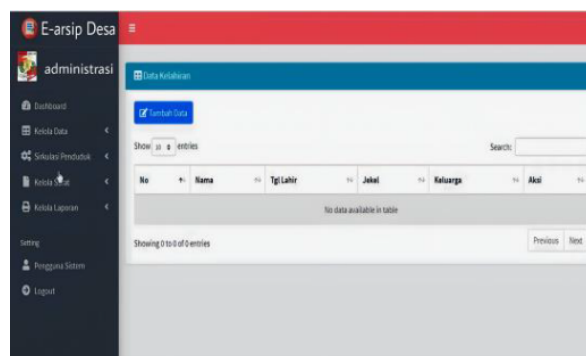 E-arsip Desa
administrasi
Dashboard
Kelola Data
Sirkulasi Penduduk
Kelola Surat
Kelola Laporan
Setting
Pengguna Sistem
Logout
Data Kelahiran
Tambah Data
Show 10 entries
Search:
No Nama Tgl Lahir Jekel Keluarga Aksi
No data available in table
Showing 0 to 0 of 0 entries
Previous Next